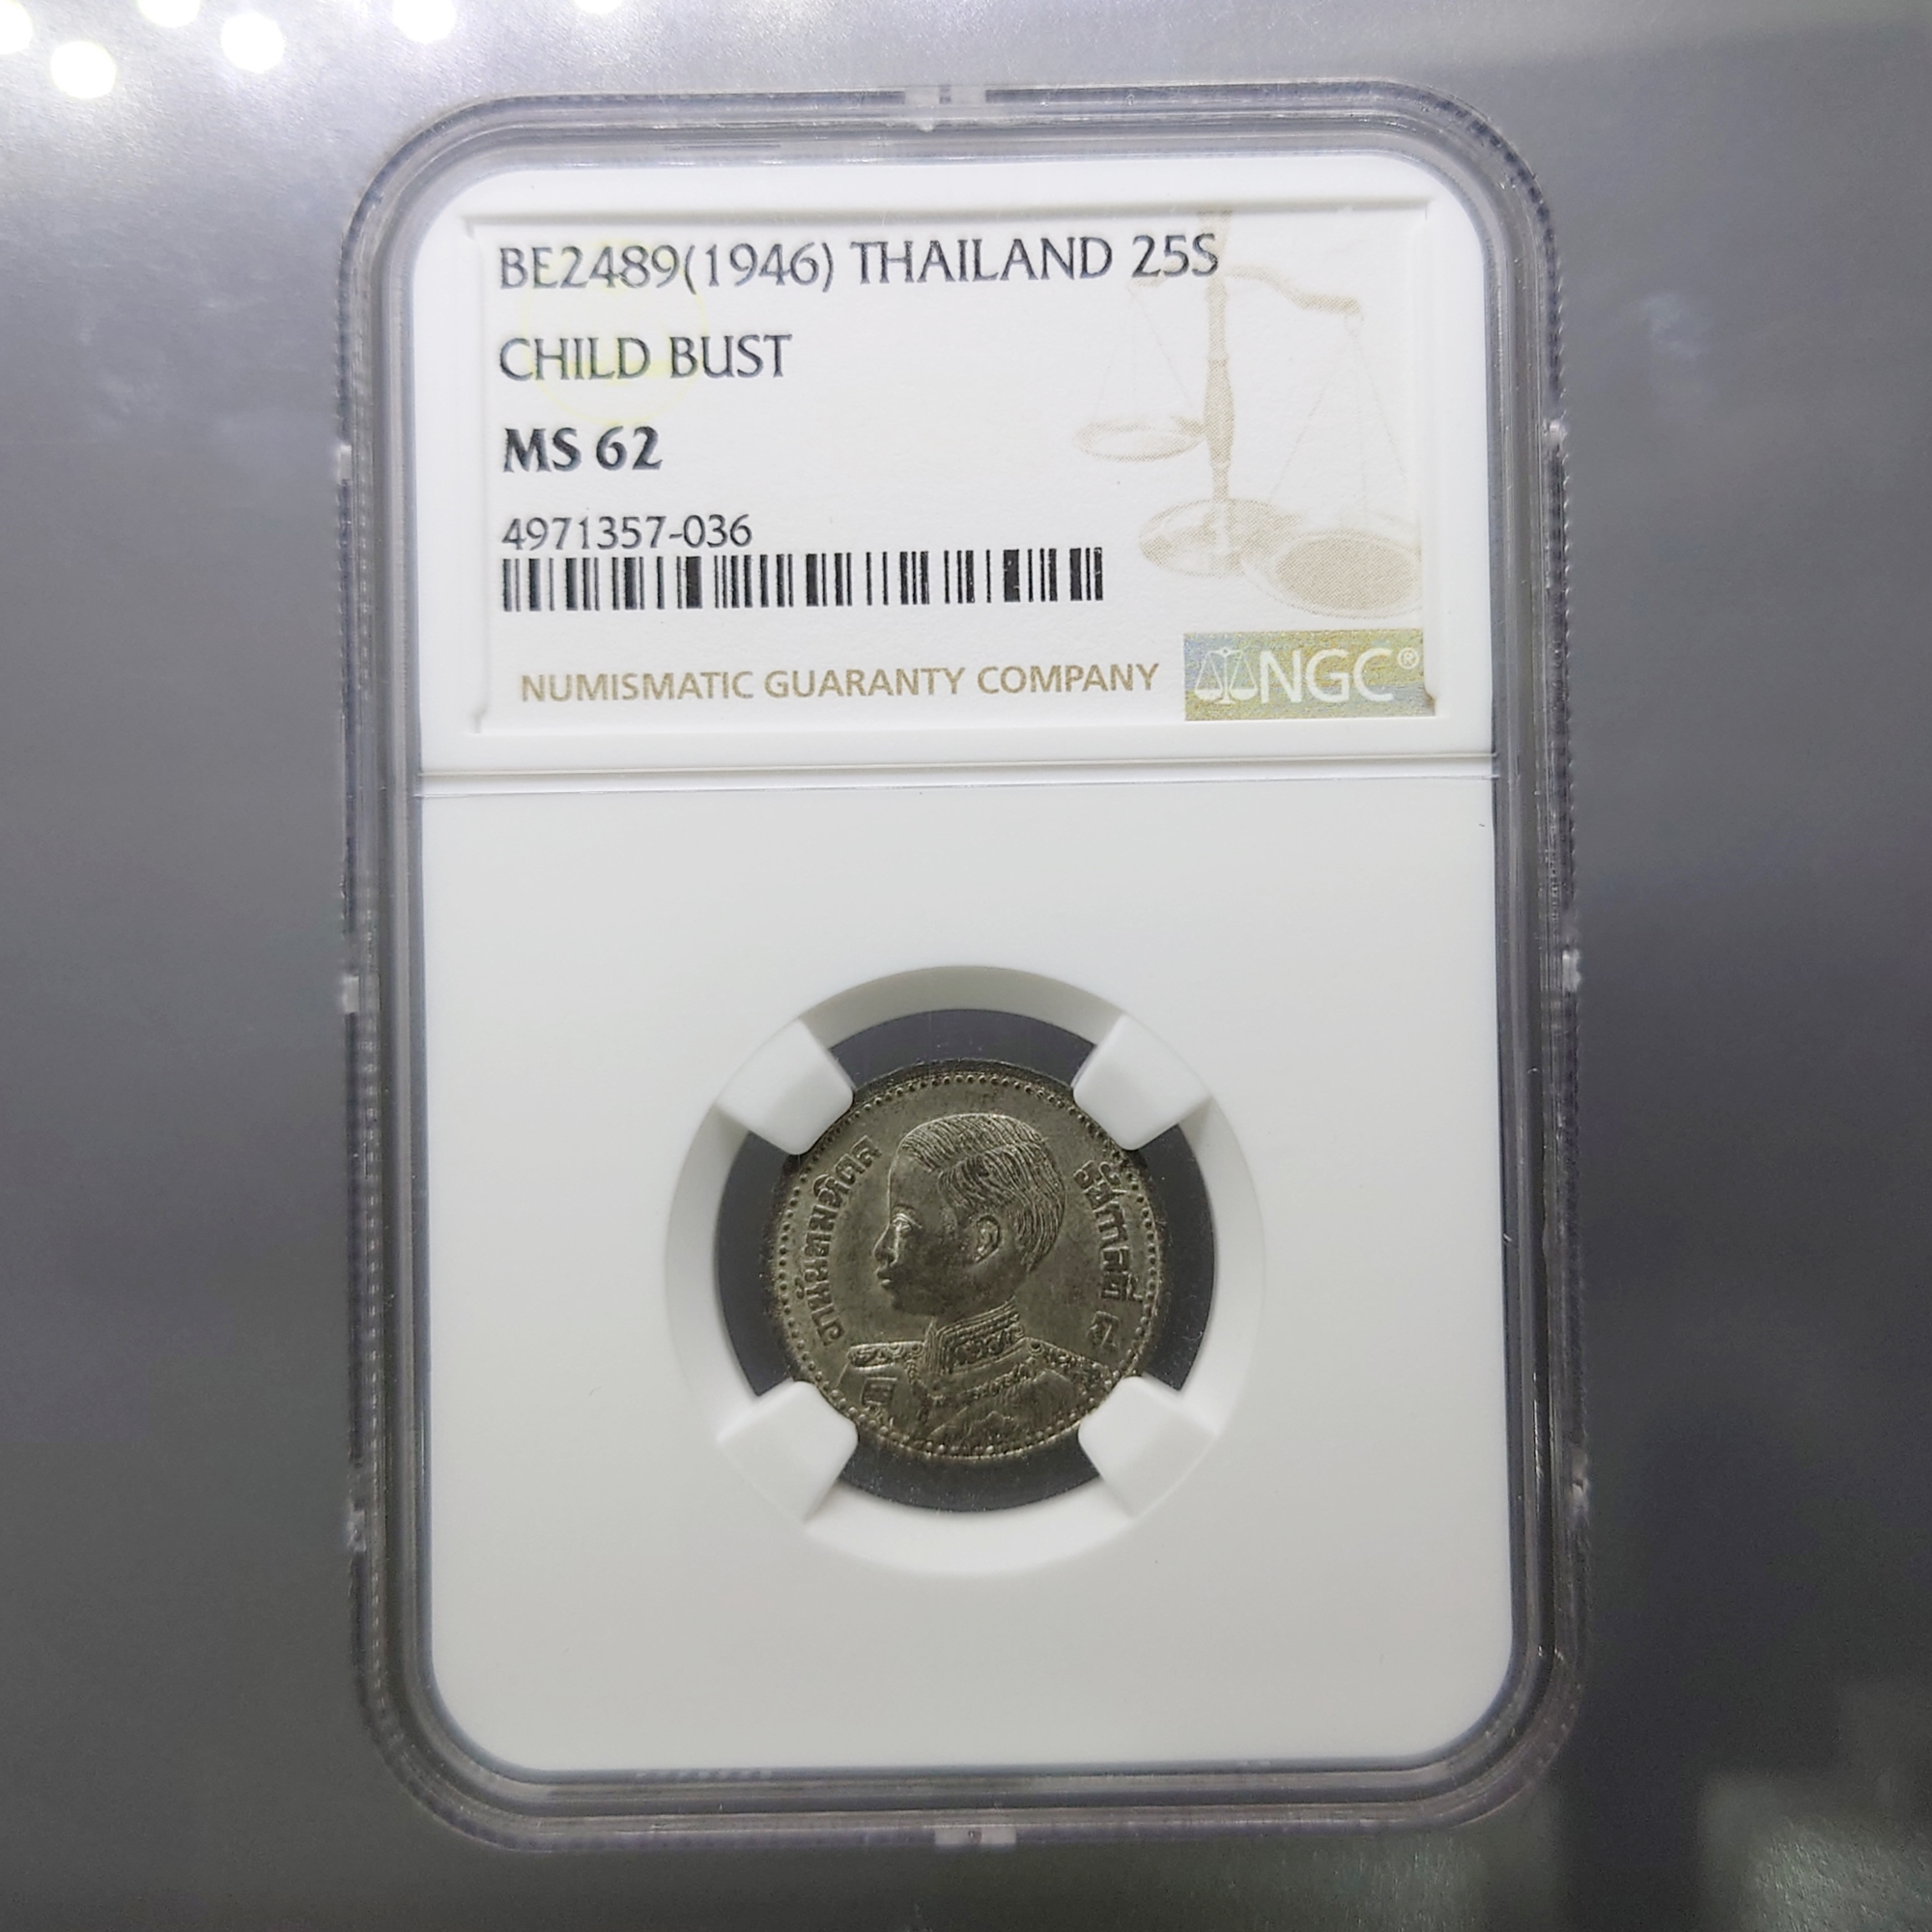 BE2489(1946) THAILAND 25S
CHILD BUST
MS 62
4971357-036
NUMISMATIC GUARANTY COMPANY
NGC®
อานันทมหิดล
รัชกาลที่ ๘